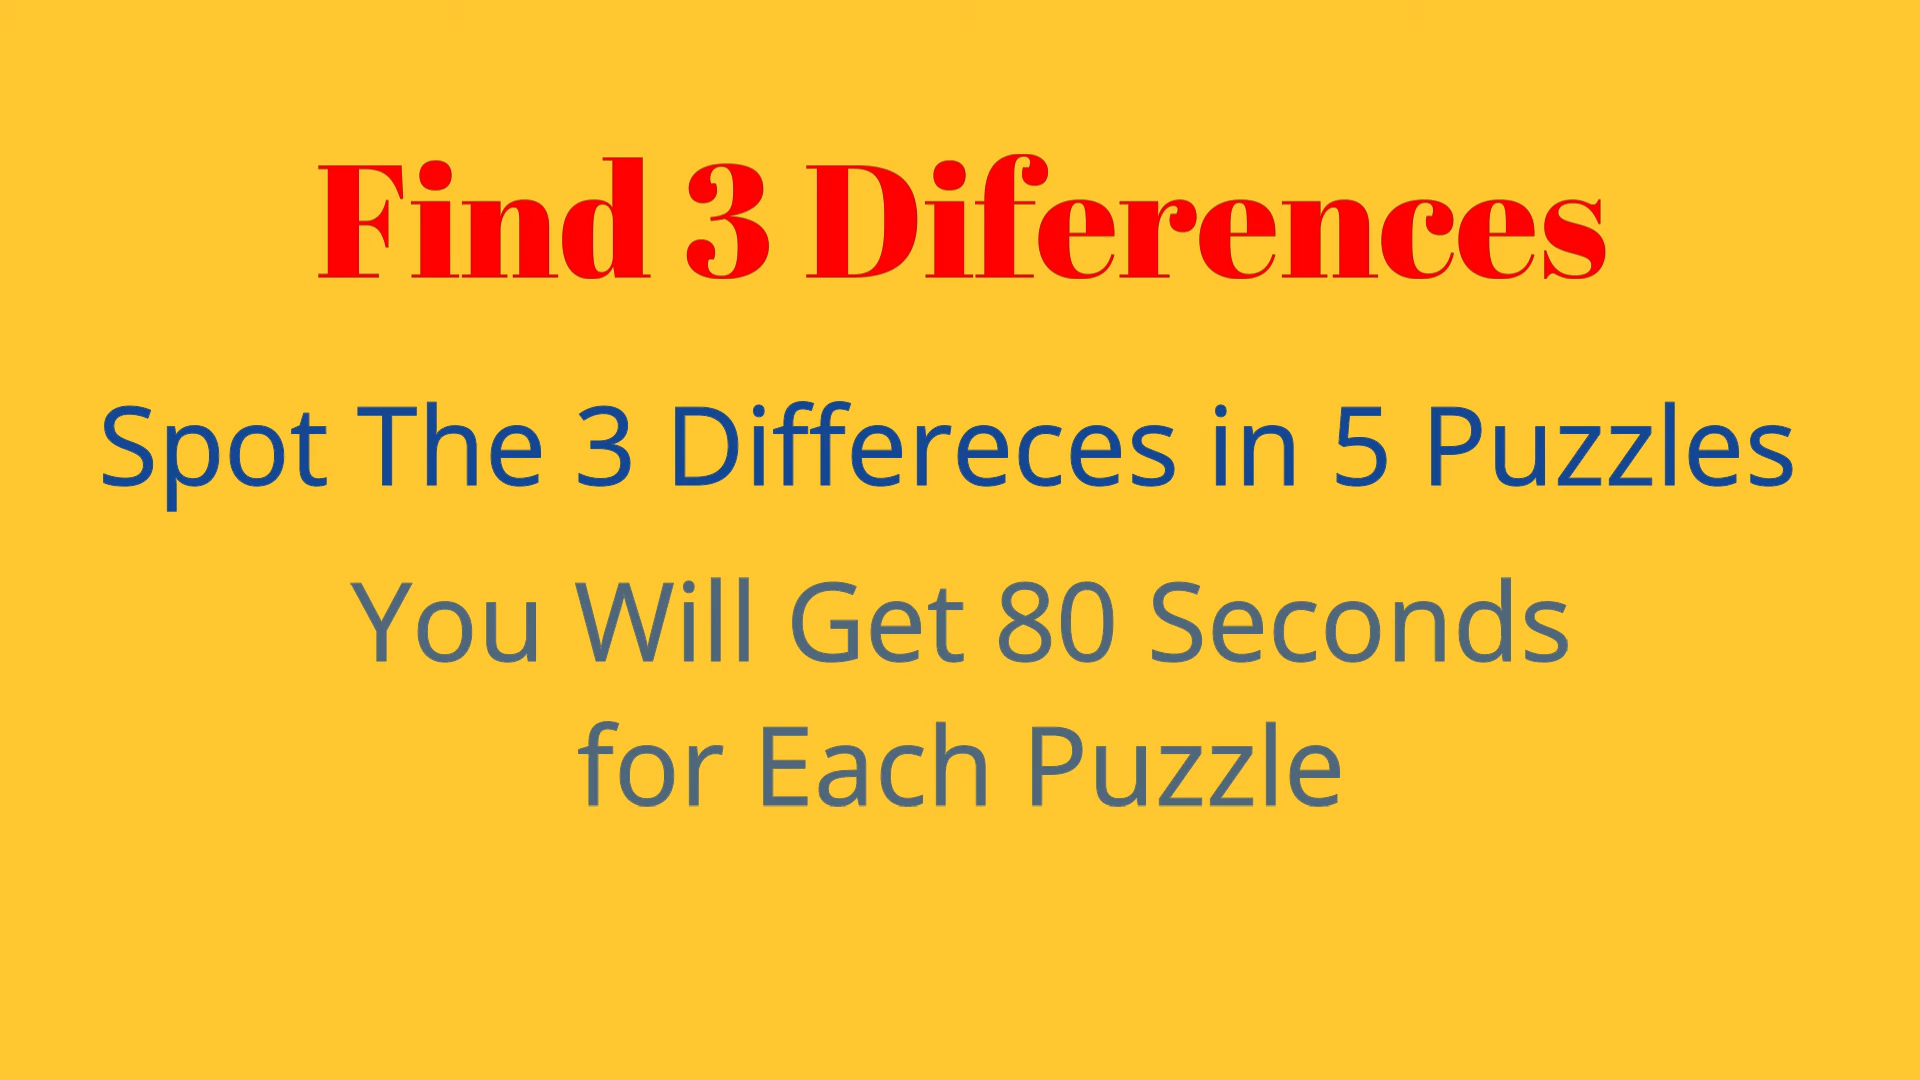 Find 3 Diferences
Spot The 3 Differeces in 5 Puzzles
You Will Get 80 Seconds
for Each Puzzle